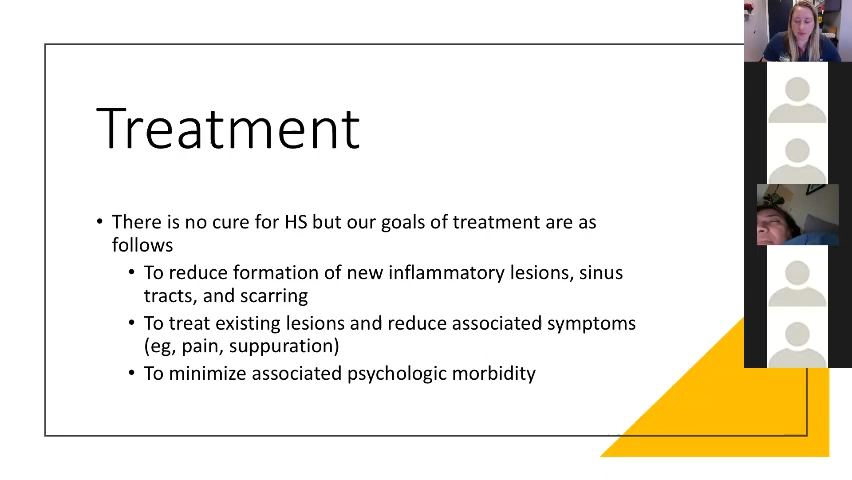 Treatment
• There is no cure for HS but our goals of treatment are as
follows
• To reduce formation of new inflammatory lesions, sinus
tracts, and scarring
• To treat existing lesions and reduce associated symptoms
(eg, pain, suppuration)
• To minimize associated psychologic morbidity